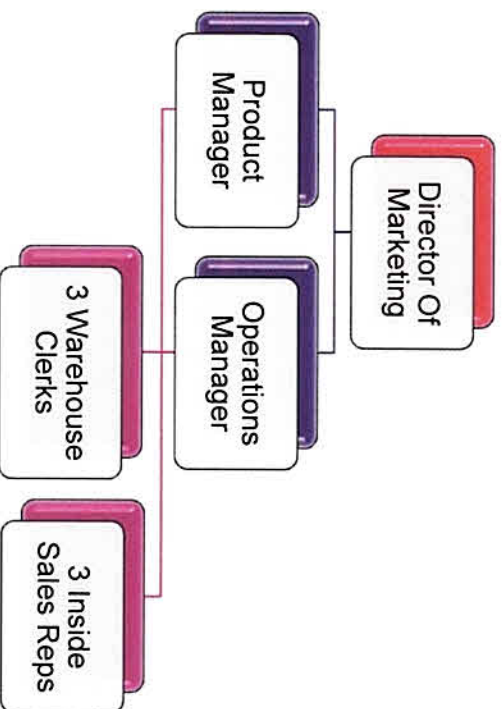 Director Of
Marketing
Product
Manager
Operations
Manager
3 Warehouse
Clerks
3 Inside
Sales Reps